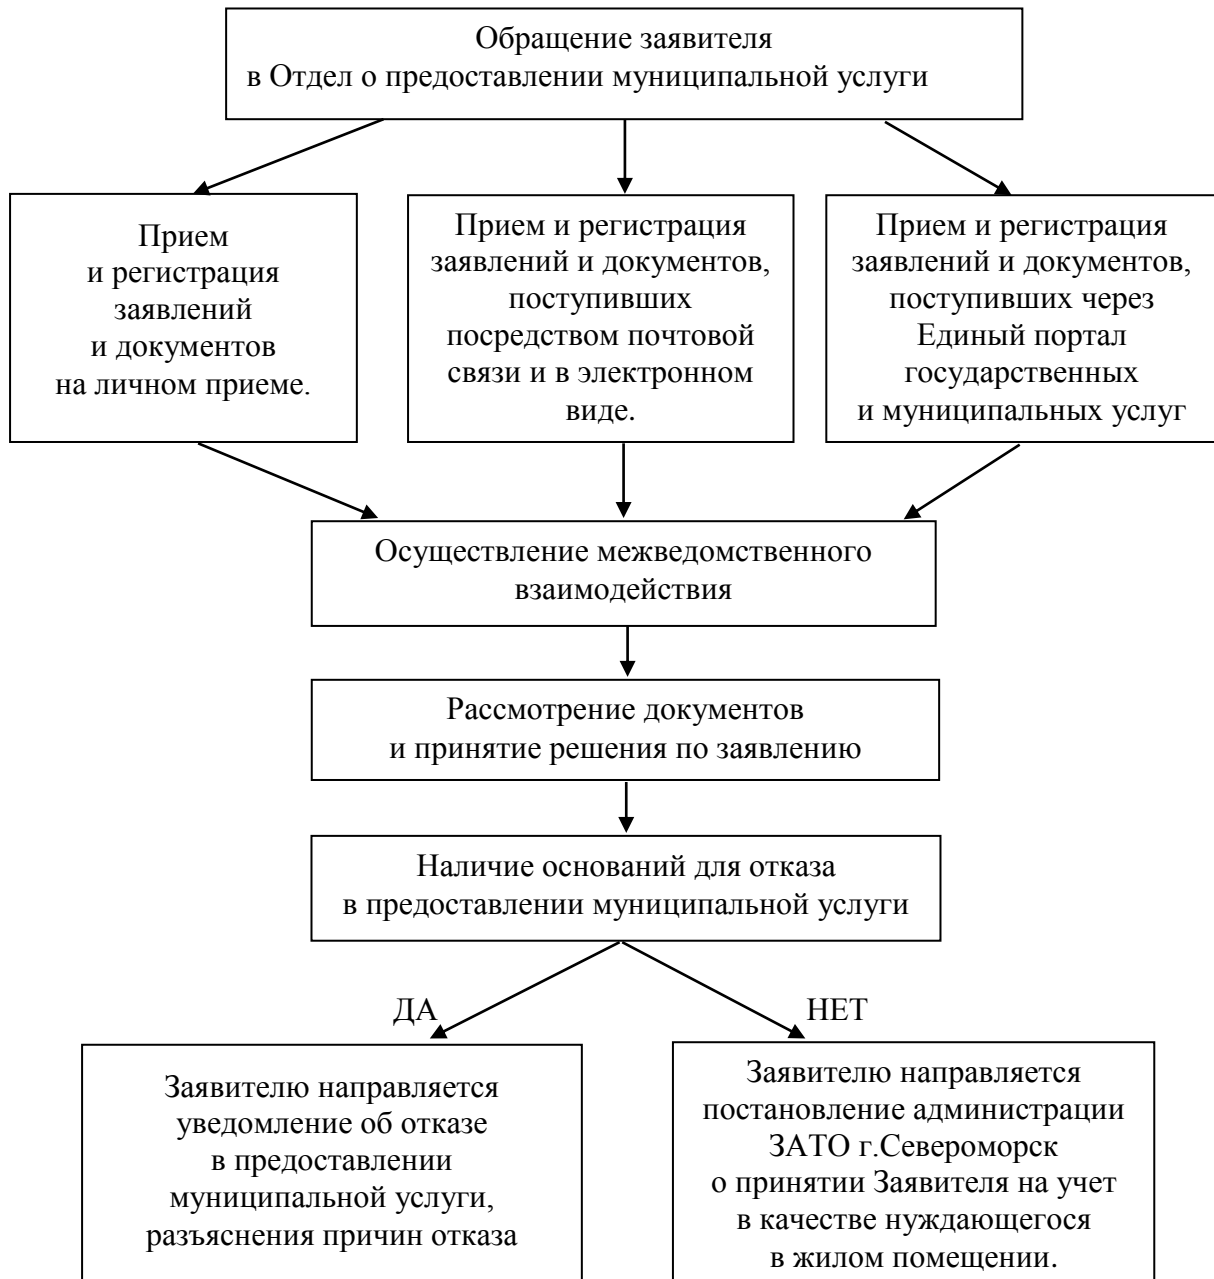 Обращение заявителя
в Отдел о предоставлении муниципальной услуги
Прием
и регистрация
заявлений
и документов
на личном приеме.
Прием и регистрация
заявлений и документов,
поступивших
посредством почтовой
связи и в электронном
виде.
Прием и регистрация
заявлений и документов,
поступивших через
Единый портал
государственных
и муниципальных услуг
Осуществление межведомственного
взаимодействия
Рассмотрение документов
и принятие решения по заявлению
Наличие оснований для отказа
в предоставлении муниципальной услуги
ДА
НЕТ
Заявителю направляется
уведомление об отказе
в предоставлении
муниципальной услуги,
разъяснения причин отказа
Заявителю направляется
постановление администрации
ЗАТО г.Североморск
о принятии Заявителя на учет
в качестве нуждающегося
в жилом помещении.